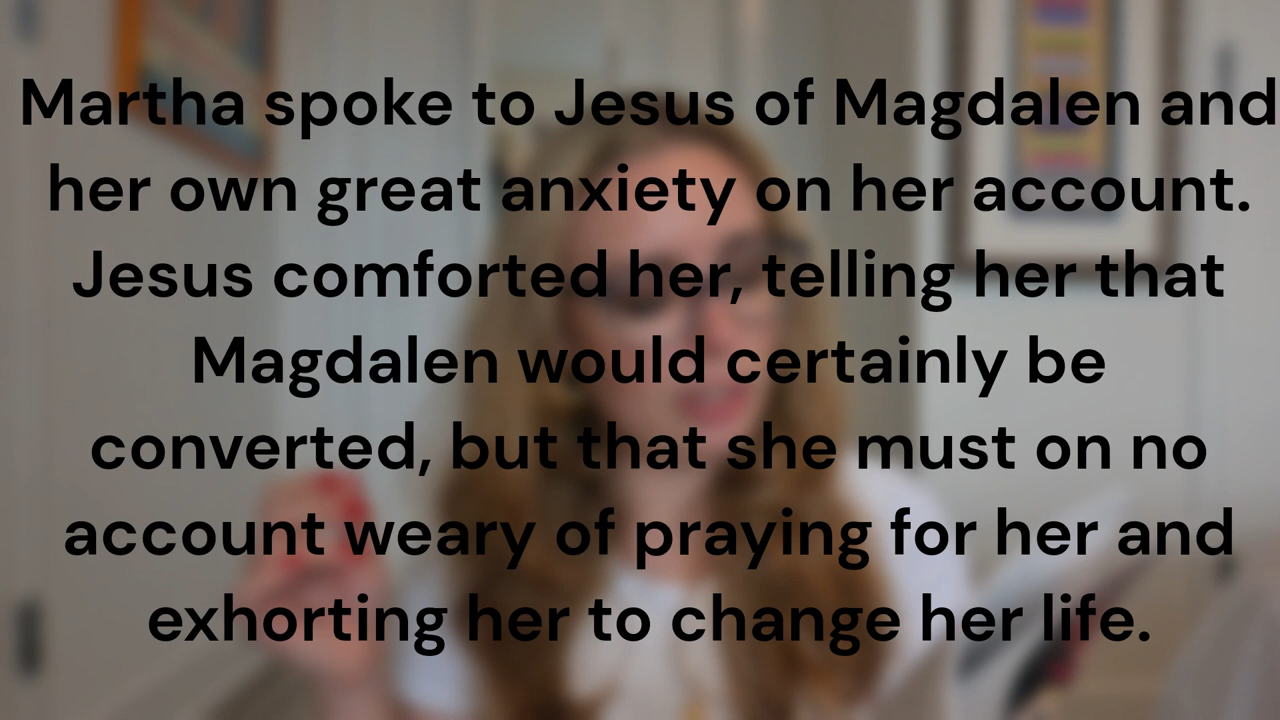 Martha spoke to Jesus of Magdalen and
her own great anxiety on her account.
Jesus comforted her, telling her that
Magdalen would certainly be
converted, but that she must on no
account weary of praying for her and
exhorting her to change her life.